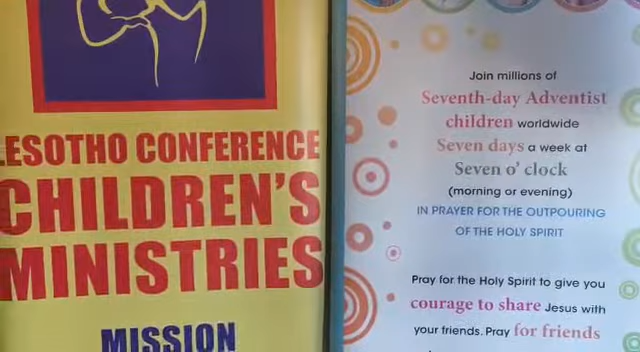 LESOTHO CONFERENCE
CHILDREN'S
MINISTRIES
MISSION
Join millions of
Seventh-day Adventist
children worldwide
Seven days a week at
Seven o' clock
(morning or evening)
IN PRAYER FOR THE OUTPOURING
OF THE HOLY SPIRIT
Pray for the Holy Spirit to give you
courage to share Jesus with
your friends. Pray for friends